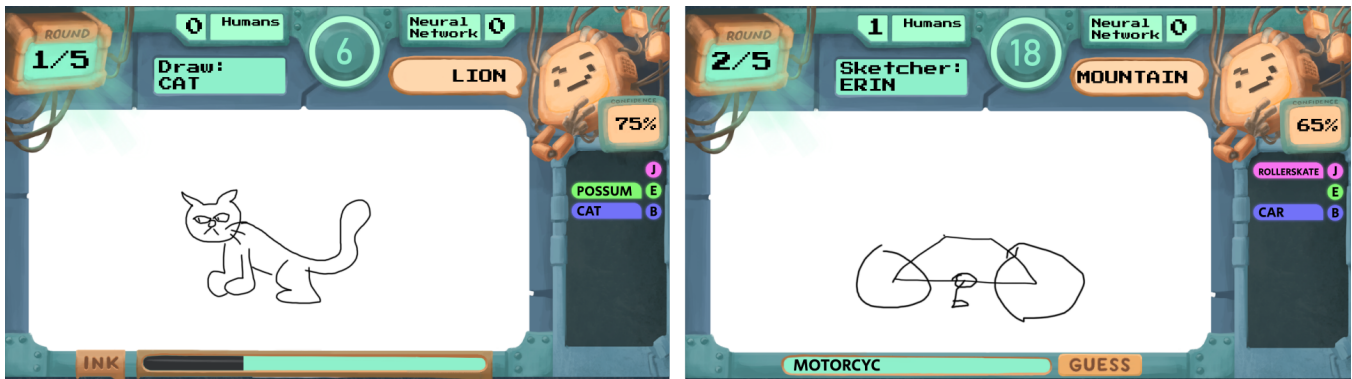 ROUND
1/5
0 Humans
6
Neural
Network 0
Draw:
CAT
LION
CONFIDENCE
75%
J
POSSUM E
CAT B
INK
ROUND
2/5
1 Humans
18
Neural
Network 0
Sketcher:
ERIN
MOUNTAIN
CONFIDENCE
65%
ROLLERSKATE J
E
CAR B
MOTORCYC
GUESS